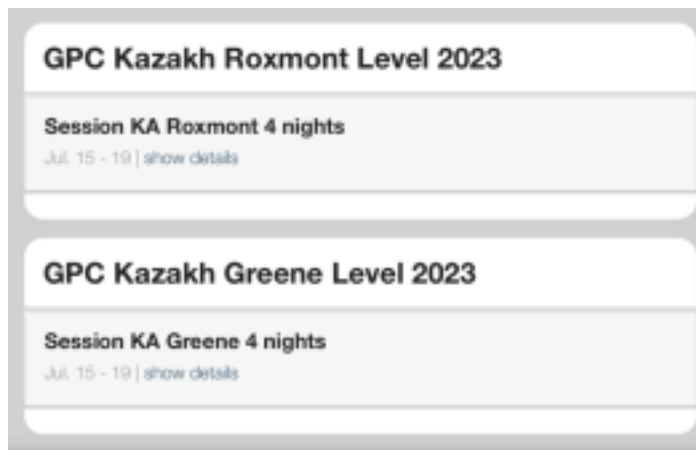 GPC Kazakh Roxmont Level 2023
Session KA Roxmont 4 nights
Jul. 15 - 19 | show details
GPC Kazakh Greene Level 2023
Session KA Greene 4 nights
Jul. 15 - 19 | show details